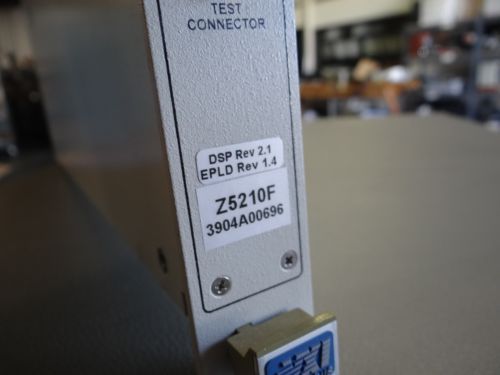 TEST
CONNECTOR
DSP Rev 2.1
EPLD Rev 1.4
Z5210F
3904A00696